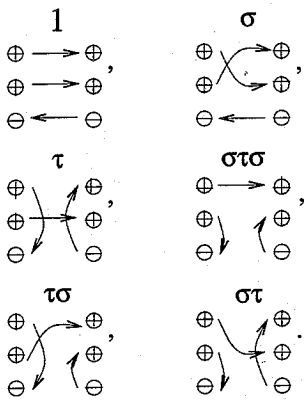 1 σ
⊕ ⊕ ⊕ ⊕
⊕ ⊕ , ⊕ ⊕ ,
⊖ ⊖ ⊖ ⊖
τ στσ
⊕ ⊕ ⊕ ⊕
⊕ ⊕ , ⊕ ⊕ ,
⊖ ⊖ ⊖ ⊖
τσ στ
⊕ ⊕ ⊕ ⊕
⊕ ⊕ , ⊕ ⊕ .
⊖ ⊖ ⊖ ⊖